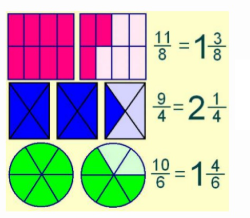 11/8 = 1 3/8
9/4 = 2 1/4
10/6 = 1 4/6